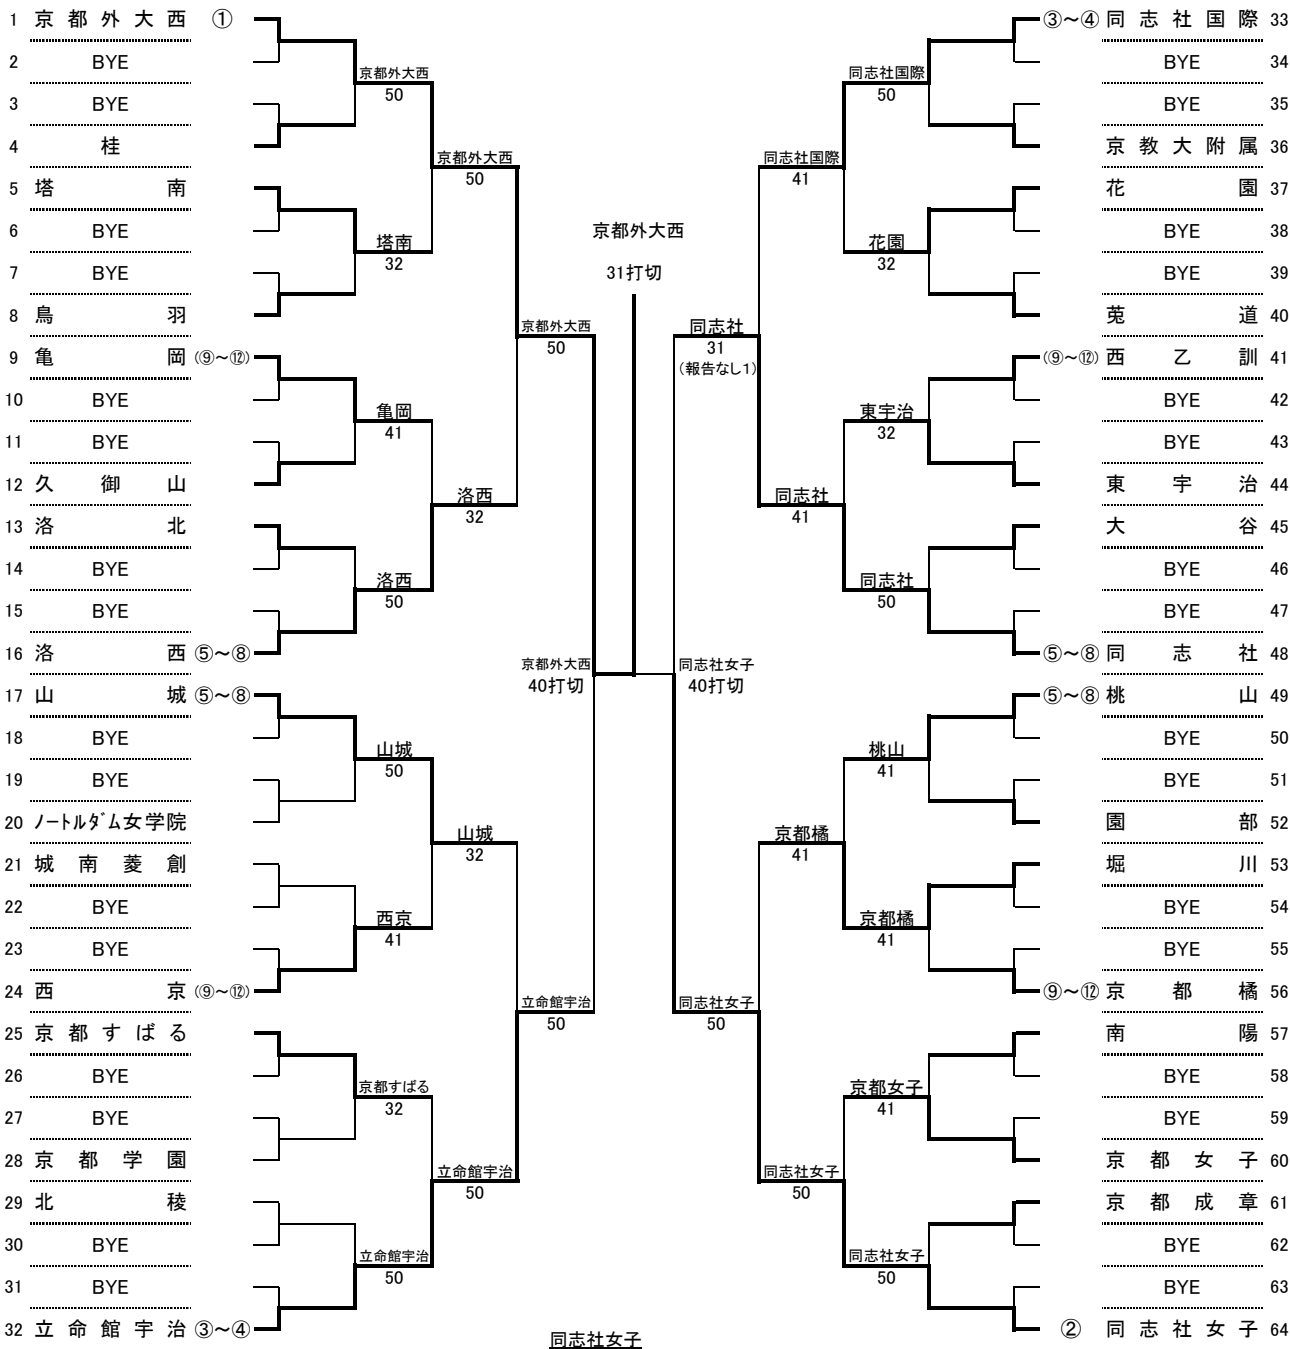 1 京都外大西 ①
2 BYE
3 BYE
4 桂
5 塔南
6 BYE
7 BYE
8 鳥羽
9 亀岡 (⑨～⑫)
10 BYE
11 BYE
12 久御山
13 洛北
14 BYE
15 BYE
16 洛西 ⑤～⑧
17 山城 ⑤～⑧
18 BYE
19 BYE
20 ﾉｰﾄﾙﾀﾞﾑ女学院
21 城南菱創
22 BYE
23 BYE
24 西京 (⑨～⑫)
25 京都すばる
26 BYE
27 BYE
28 京都学園
29 北稜
30 BYE
31 BYE
32 立命館宇治 ③～④
京都外大西
50
塔南
32
亀岡
41
洛西
50
山城
50
西京
41
京都すばる
32
立命館宇治
50
京都外大西
50
洛西
32
山城
32
立命館宇治
50
京都外大西
50
立命館宇治
50
京都外大西
40打切
京都外大西
31打切
同志社女子
40打切
同志社
31
(報告なし1)
同志社女子
50
同志社国際
41
同志社
41
京都橘
41
同志社女子
50
同志社国際
50
花園
32
東宇治
32
同志社
50
桃山
41
京都橘
41
京都女子
41
同志社女子
50
③～④ 同志社国際 33
BYE 34
BYE 35
京教大附属 36
花園 37
BYE 38
BYE 39
莵道 40
(⑨～⑫) 西乙訓 41
BYE 42
BYE 43
東宇治 44
大谷 45
BYE 46
BYE 47
⑤～⑧ 同志社 48
⑤～⑧ 桃山 49
BYE 50
BYE 51
園部 52
堀川 53
BYE 54
BYE 55
⑨～⑫ 京都橘 56
南陽 57
BYE 58
BYE 59
京都女子 60
京都成章 61
BYE 62
BYE 63
② 同志社女子 64
同志社女子